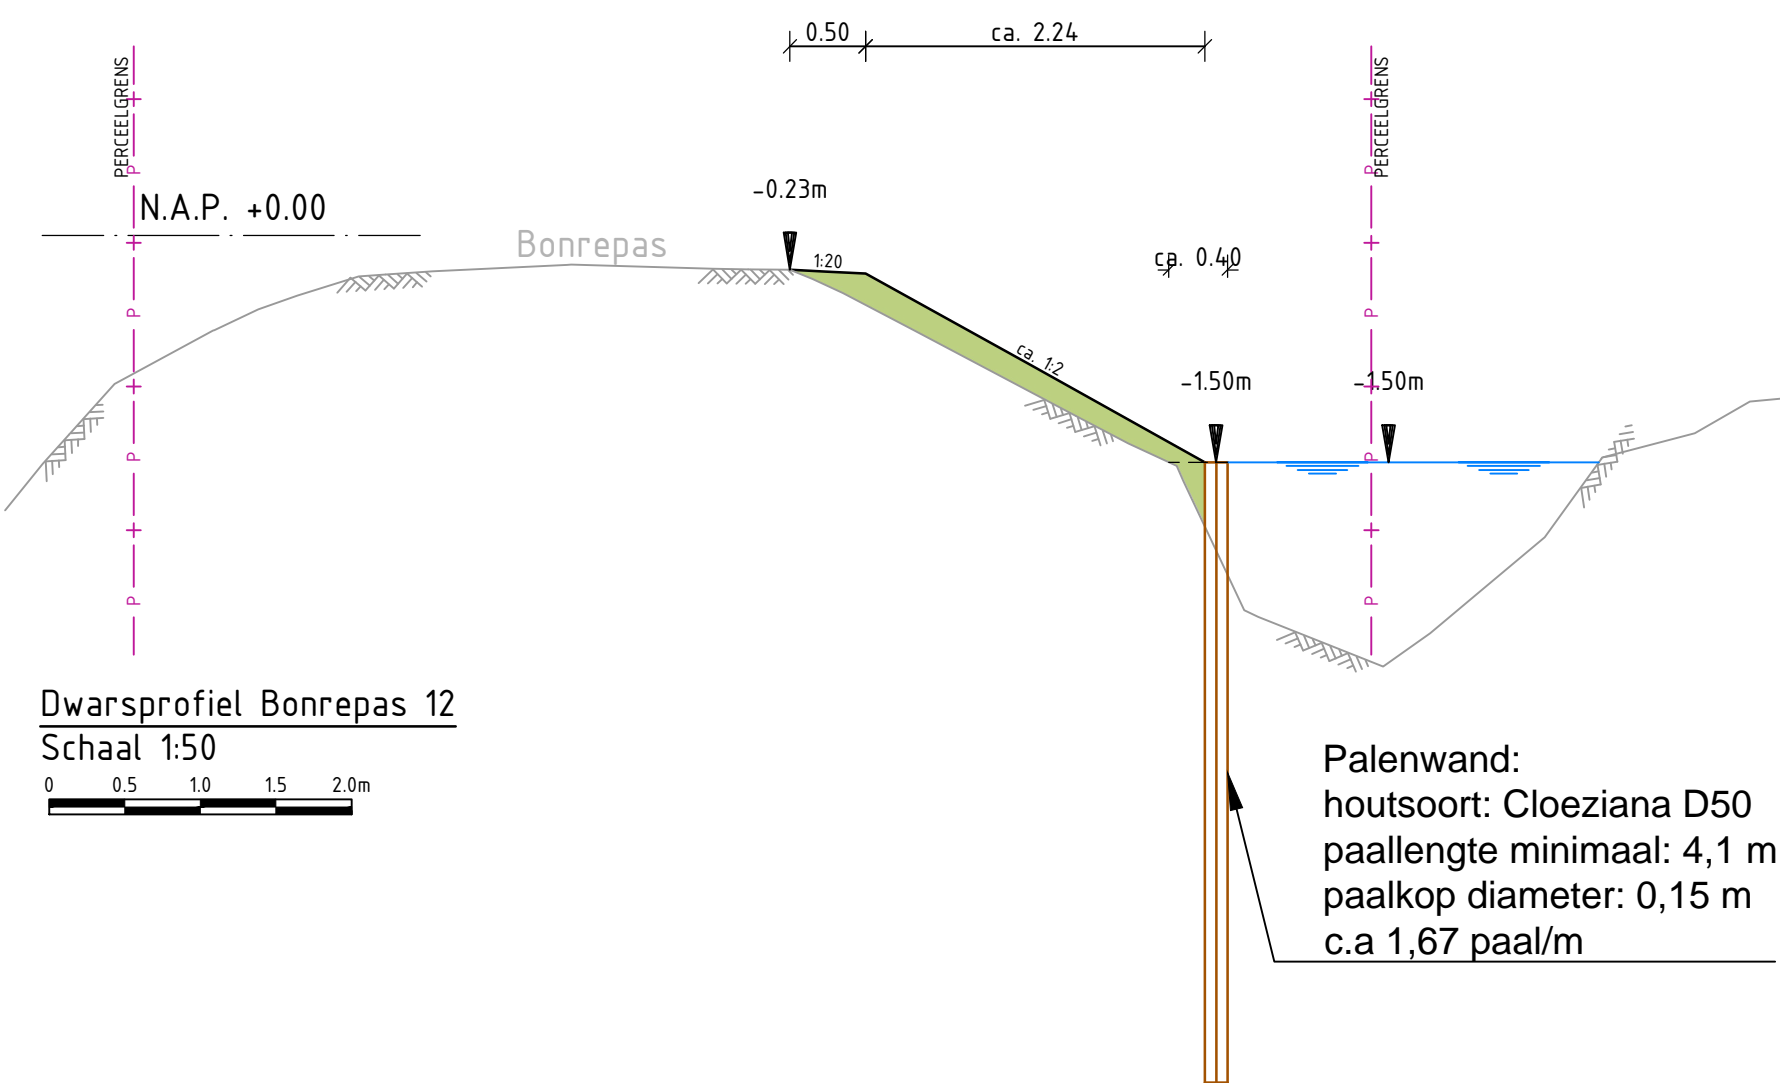 0.50
ca. 2.24
PERCEELGRENS
PERCEELGRENS
P
P
-0.23m
N.A.P. +0.00
Bonrepas
1:20
ca. 0.40
P
P
ca. 1:2
-1.50m
-1.50m
P
P
P
P
Dwarsprofiel Bonrepas 12
Schaal 1:50
0 0.5 1.0 1.5 2.0m
Palenwand:
houtsoort: Cloeziana D50
paallengte minimaal: 4,1 m
paalkop diameter: 0,15 m
c.a 1,67 paal/m